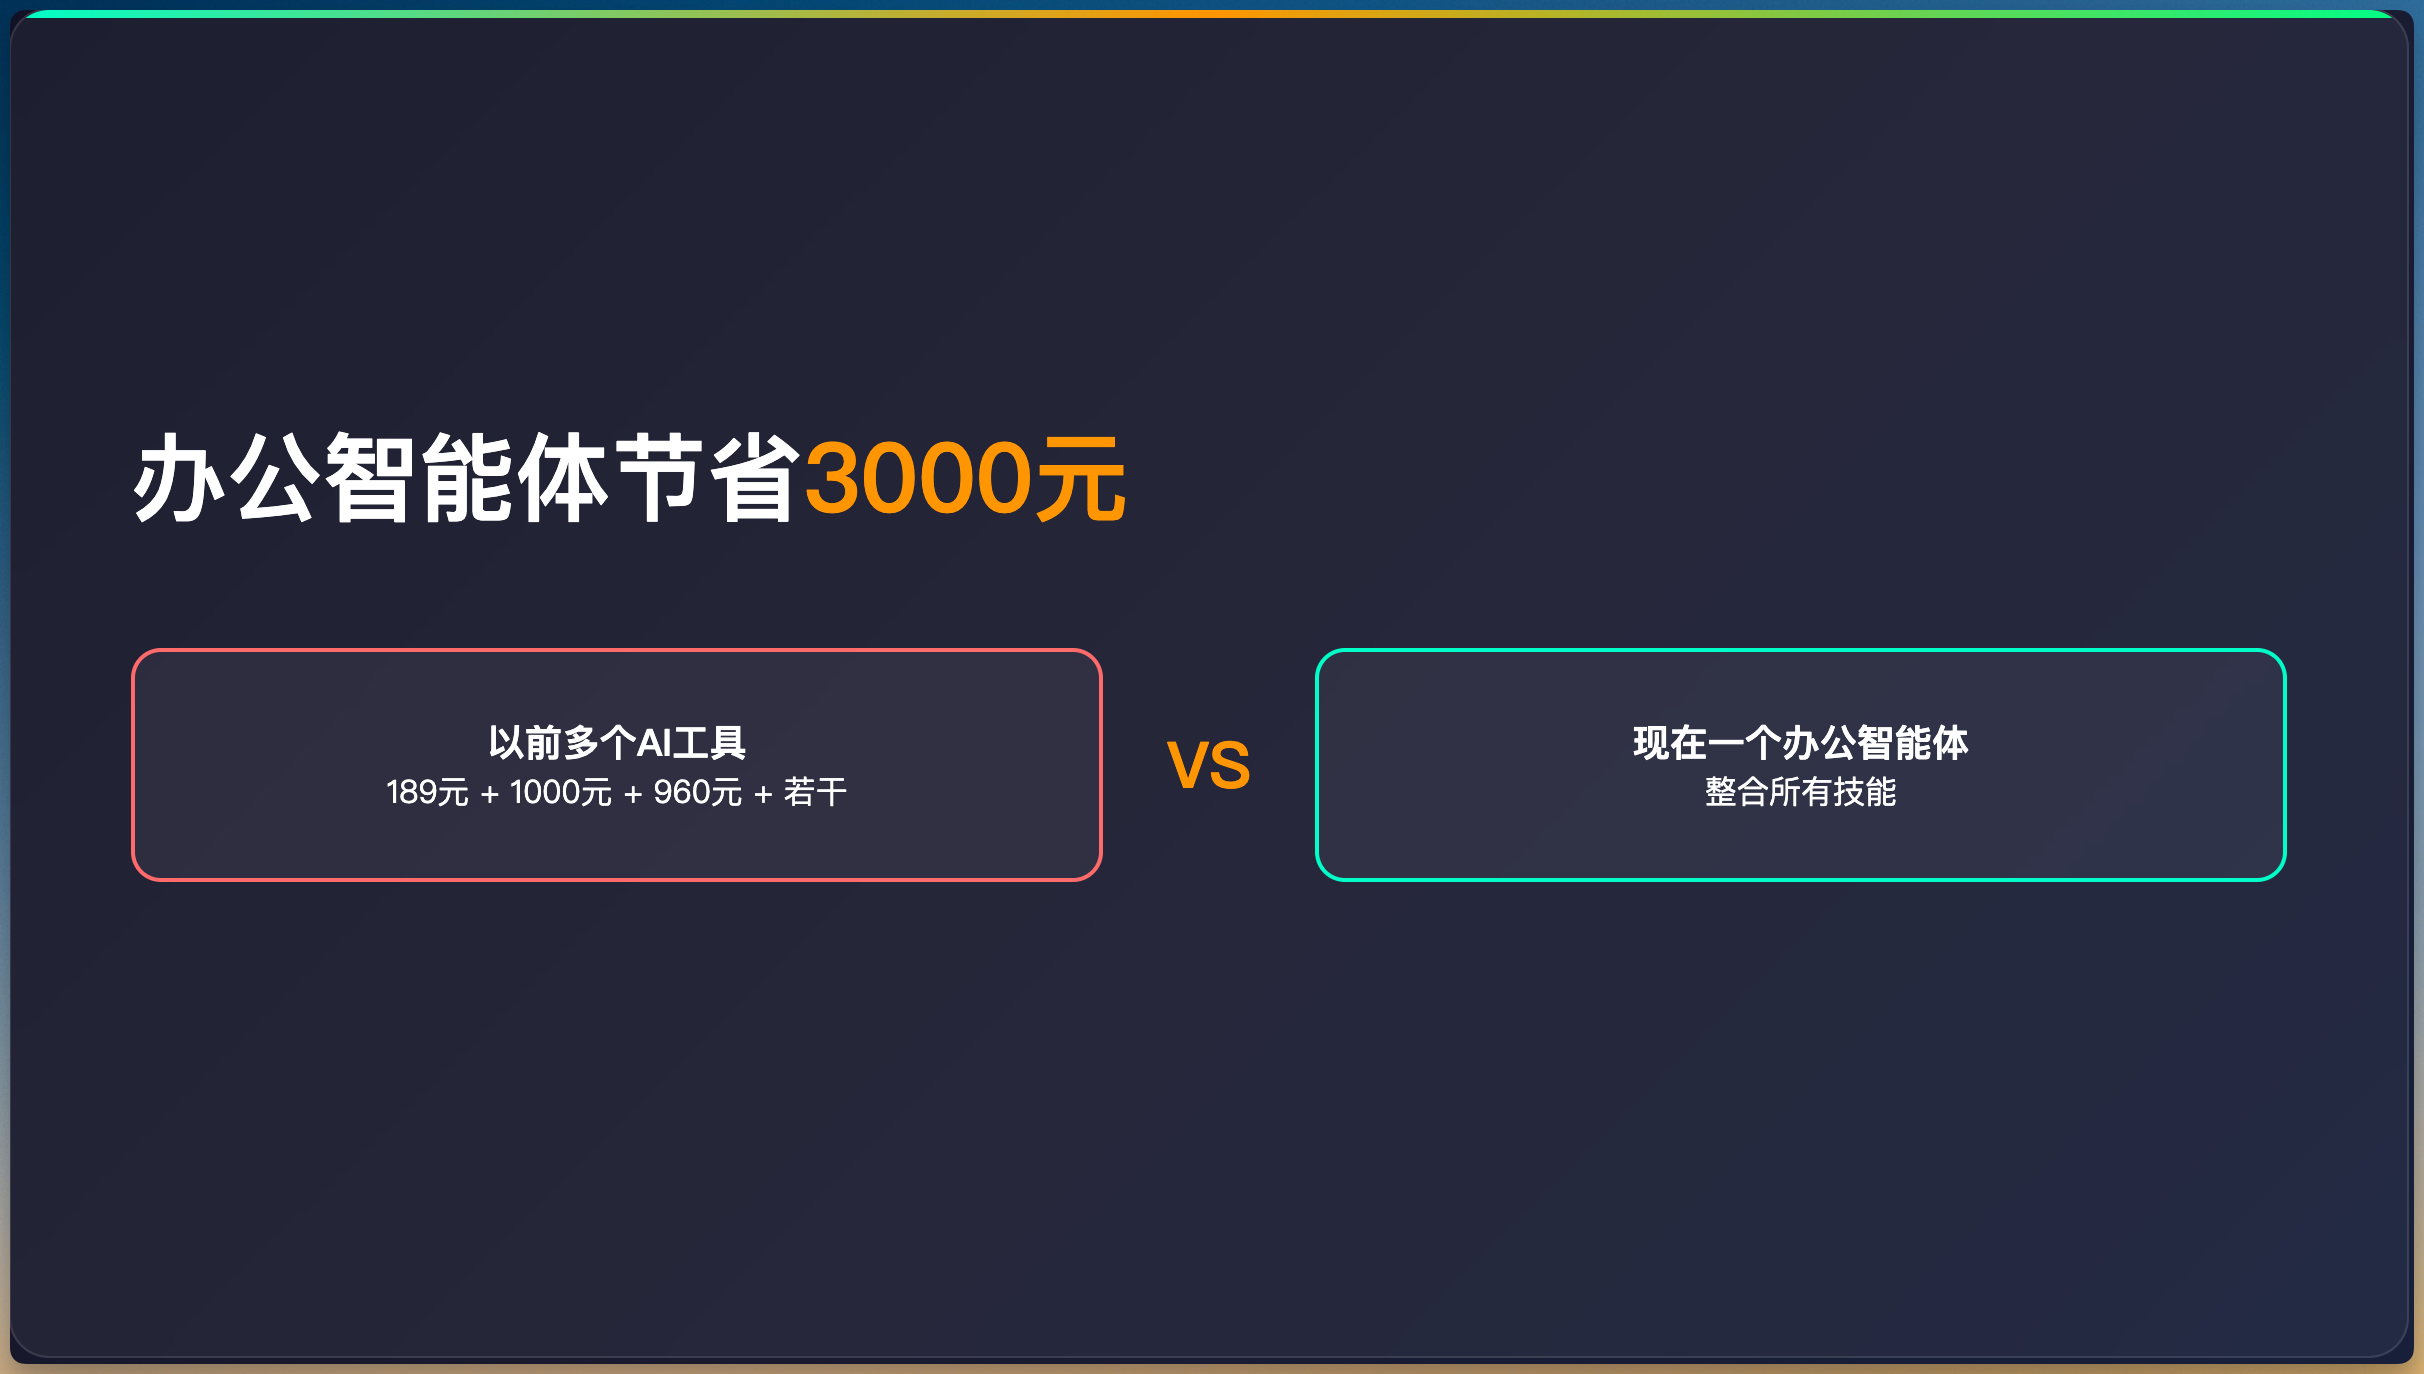 办公智能体节省3000元
以前多个AI工具
189元 + 1000元 + 960元 + 若干
VS
现在一个办公智能体
整合所有技能